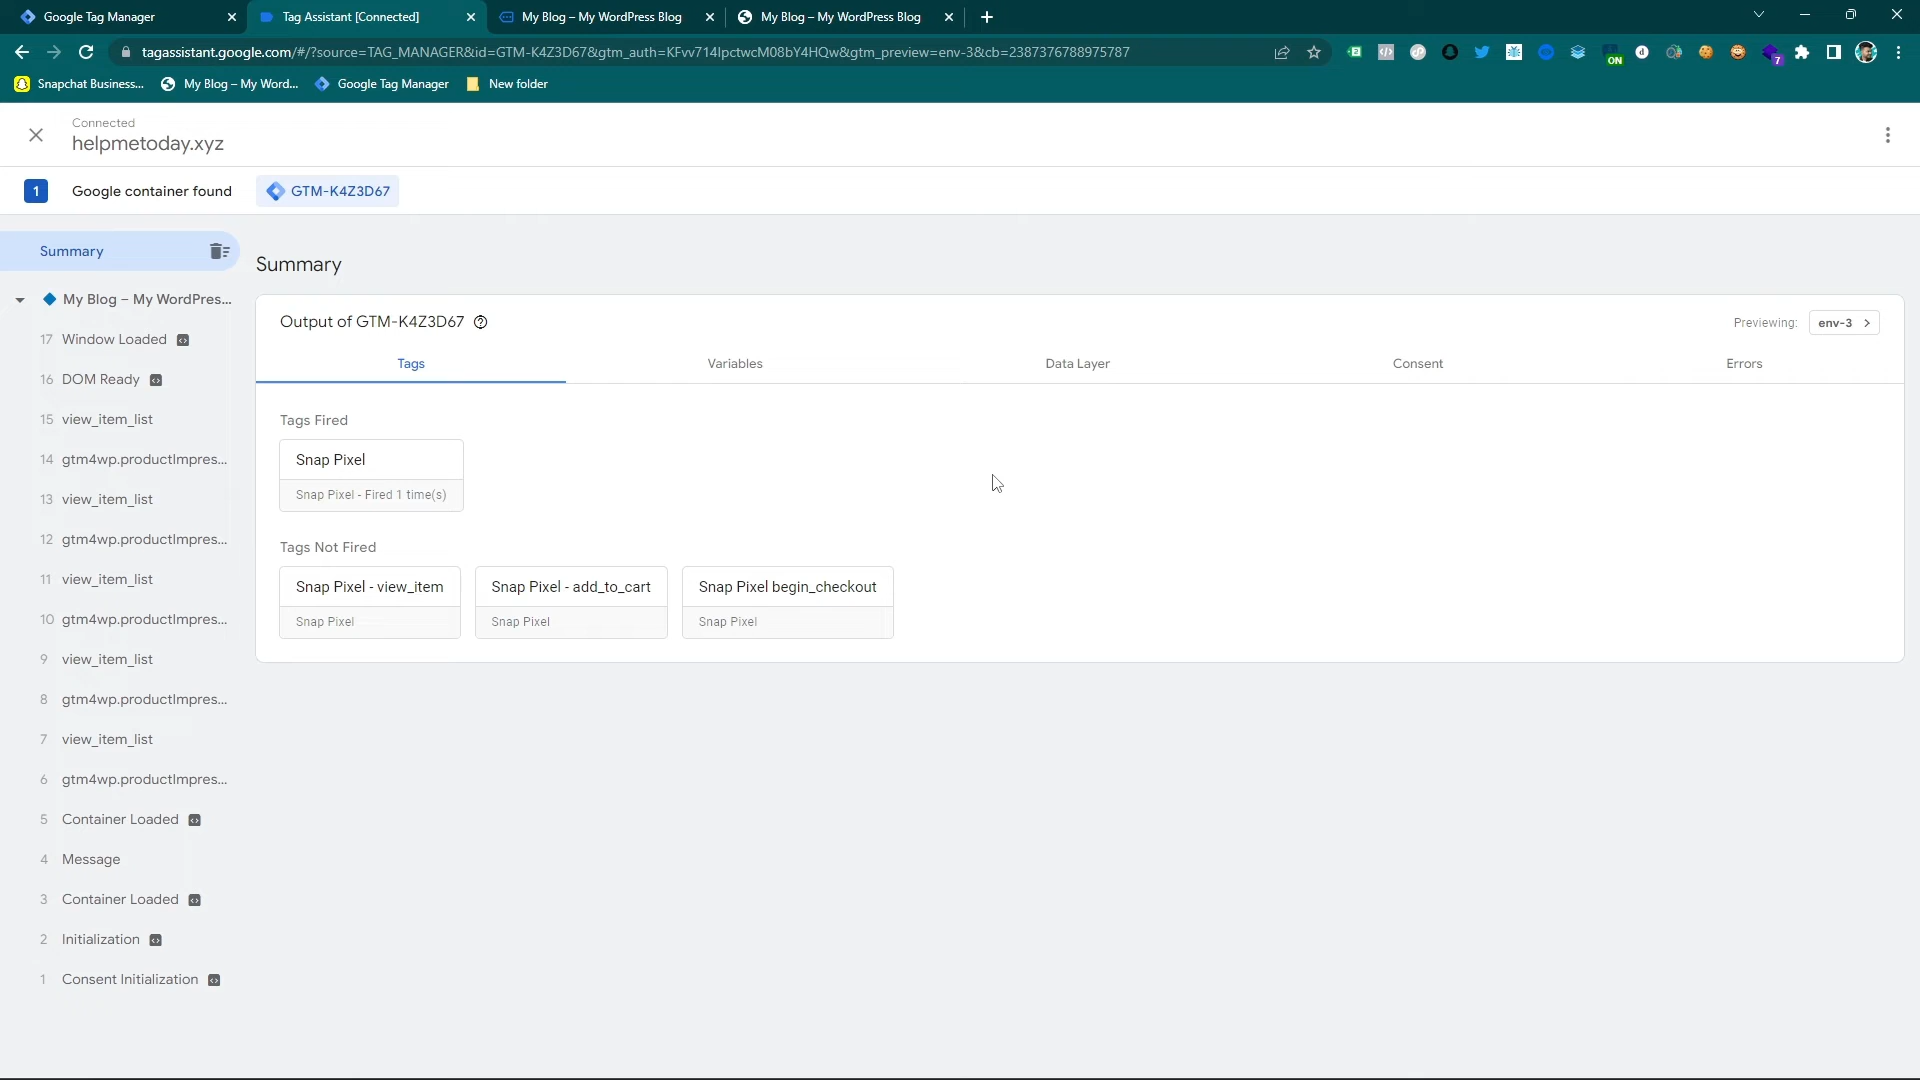 Google Tag Manager
Tag Assistant [Connected]
My Blog – My WordPress Blog
My Blog – My WordPress Blog
tagassistant.google.com/#/?source=TAG_MANAGER&id=GTM-K4Z3D67&gtm_auth=KFvv714lpctwcM08bY4HQw&gtm_preview=env-3&cb=2387376788975787
ON
7
Snapchat Business...
My Blog – My Word...
Google Tag Manager
New folder
Connected
helpmetoday.xyz
1
Google container found
GTM-K4Z3D67
Summary
My Blog – My WordPres...
17 Window Loaded
16 DOM Ready
15 view_item_list
14 gtm4wp.productImpres...
13 view_item_list
12 gtm4wp.productImpres...
11 view_item_list
10 gtm4wp.productImpres...
9 view_item_list
8 gtm4wp.productImpres...
7 view_item_list
6 gtm4wp.productImpres...
5 Container Loaded
4 Message
3 Container Loaded
2 Initialization
1 Consent Initialization
Summary
Output of GTM-K4Z3D67
Previewing: env-3
Tags
Variables
Data Layer
Consent
Errors
Tags Fired
Snap Pixel
Snap Pixel - Fired 1 time(s)
Tags Not Fired
Snap Pixel - view_item
Snap Pixel
Snap Pixel - add_to_cart
Snap Pixel
Snap Pixel begin_checkout
Snap Pixel